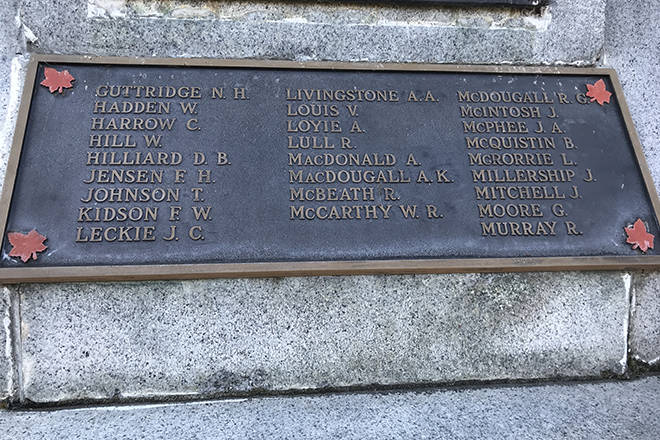 GUTTRIDGE N. H.
HADDEN W.
HARROW C.
HILL W.
HILLIARD D. B.
JENSEN F. H.
JOHNSON T.
KIDSON F. W.
LECKIE J. C.
LIVINGSTONE A. A.
LOUIS V.
LOYIE A.
LULL R.
MACDONALD A.
MACDOUGALL A. K.
MCBEATH R.
MCCARTHY W. R.
MCDOUGALL R. G.
MCINTOSH J.
MCPHEE J. A.
MCQUISTIN B.
MCRORRIE L.
MILLERSHIP J.
MITCHELL J.
MOORE G.
MURRAY R.